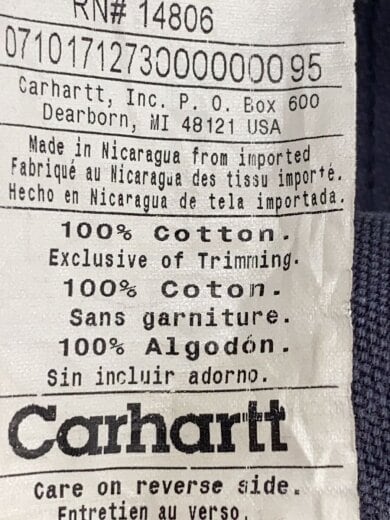 RN# 14806
07101712730000000095
Carhartt, Inc. P. O. Box 600
Dearborn, MI 48121 USA
Made in Nicaragua from imported
Fabriqué au Nicaragua des tissu importé.
Hecho en Nicaragua de tela importada.
100% Cotton.
Exclusive of Trimming.
100% Coton.
Sans garniture.
100% Algodón.
Sin incluir adorno.
Carhartt
Care on reverse side.
Entretien au verso.